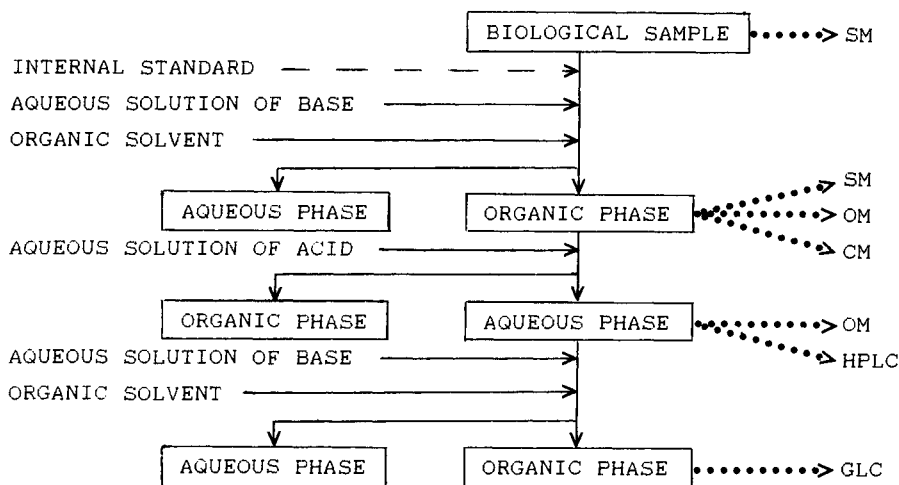 BIOLOGICAL SAMPLE SM
INTERNAL STANDARD
AQUEOUS SOLUTION OF BASE
ORGANIC SOLVENT
SM
AQUEOUS PHASE ORGANIC PHASE OM
AQUEOUS SOLUTION OF ACID CM
ORGANIC PHASE AQUEOUS PHASE OM
AQUEOUS SOLUTION OF BASE HPLC
ORGANIC SOLVENT
AQUEOUS PHASE ORGANIC PHASE GLC